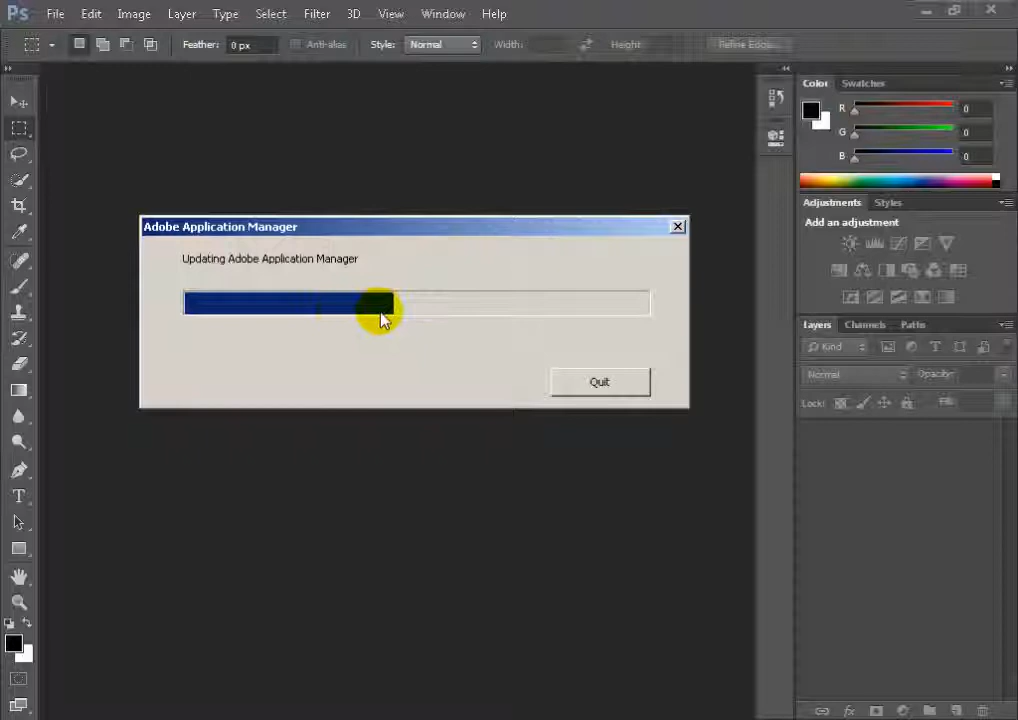 Ps File Edit Image Layer Type Select Filter 3D View Window Help
Feather: 0 px Anti-alias Style: Normal Width: Height Refine Edge...
Color Swatches
R 0
G 0
B 0
Adjustments Styles
Add an adjustment
Adobe Application Manager
Updating Adobe Application Manager
Quit
Layers Channels Paths
Kind
Normal Opacity:
Lock: Fill:
T
fx